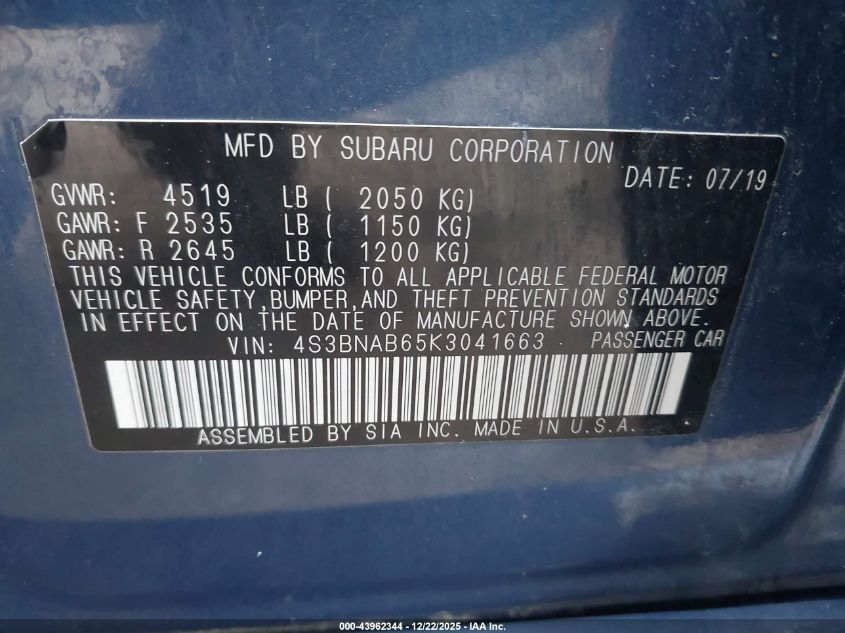 MFD BY SUBARU CORPORATION
DATE: 07/19
GVWR: 4519 LB ( 2050 KG)
GAWR: F 2535 LB ( 1150 KG)
GAWR: R 2645 LB ( 1200 KG)
THIS VEHICLE CONFORMS TO ALL APPLICABLE FEDERAL MOTOR
VEHICLE SAFETY,BUMPER,AND THEFT PREVENTION STANDARDS
IN EFFECT ON THE DATE OF MANUFACTURE SHOWN ABOVE.
VIN: 4S3BNAB65K3041663 PASSENGER CAR
ASSEMBLED BY SIA INC. MADE IN U.S.A.
000-43962344 - 12/22/2025 - IAA Inc.